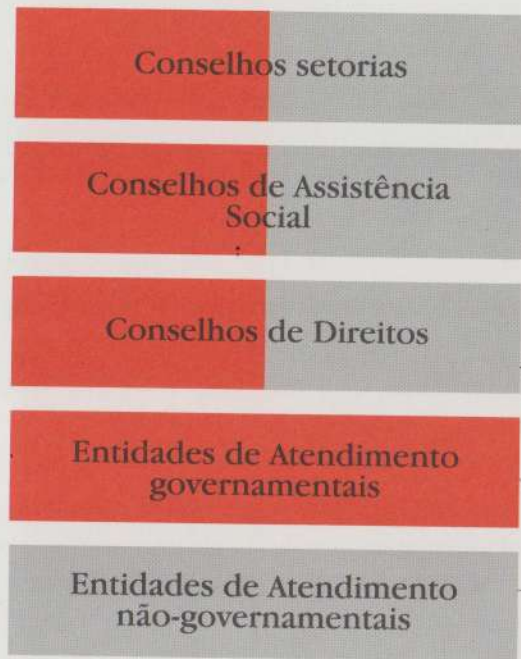 Conselhos setorias
Conselhos de Assistência
Social
Conselhos de Direitos
Entidades de Atendimento
governamentais
Entidades de Atendimento
não-governamentais